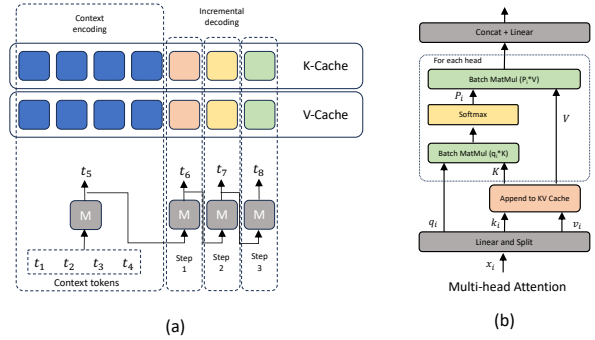 Context
encoding
Incremental
decoding
K-Cache
V-Cache
t5
t6
t7
t8
M
M
M
M
t1 t2 t3 t4
Context tokens
Step
1
Step
2
Step
3
(a)
Concat + Linear
For each head
Batch MatMul (Pi*V)
Pi
Softmax
V
Batch MatMul (qi*K)
K
Append to KV Cache
qi
ki
vi
Linear and Split
xi
Multi-head Attention
(b)